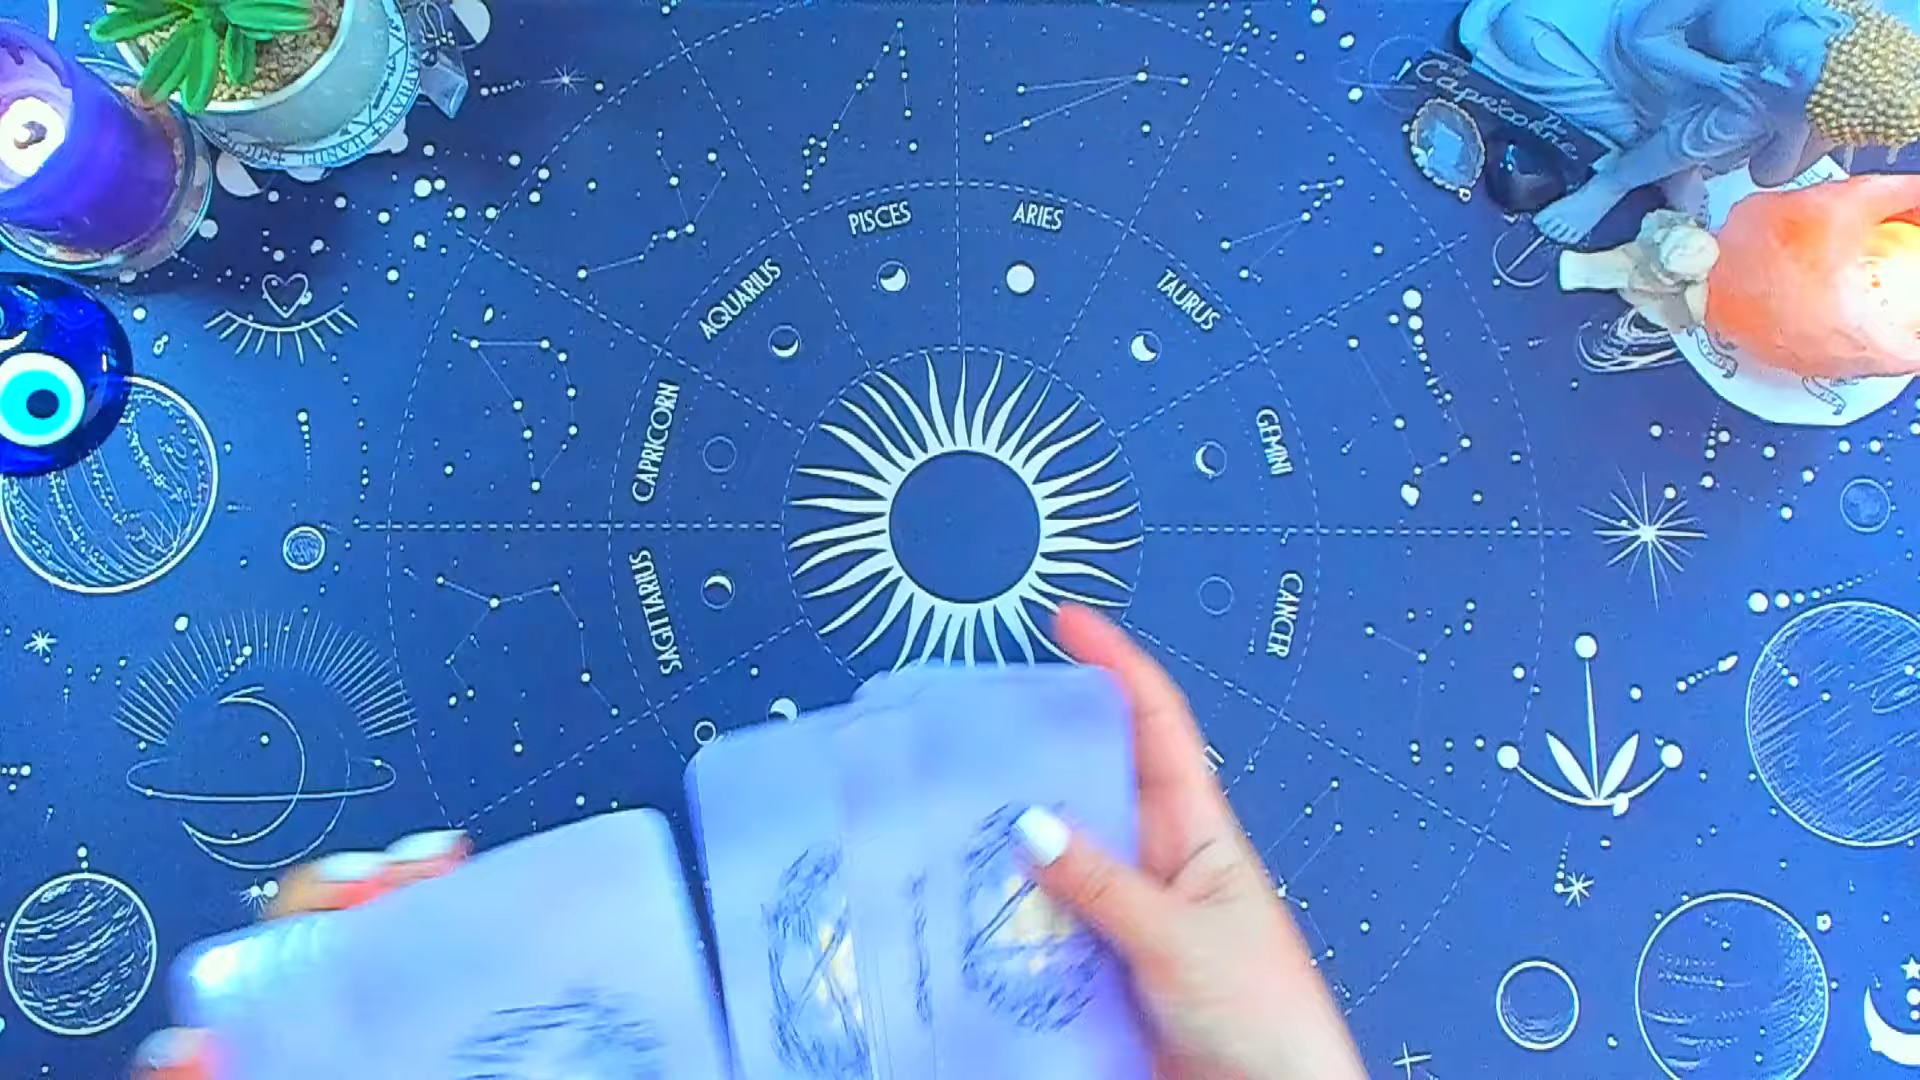 Capricorn
PISCES
ARIES
AQUARIUS
TAURUS
CAPRICORN
GEMINI
SAGITTARIUS
CANCER